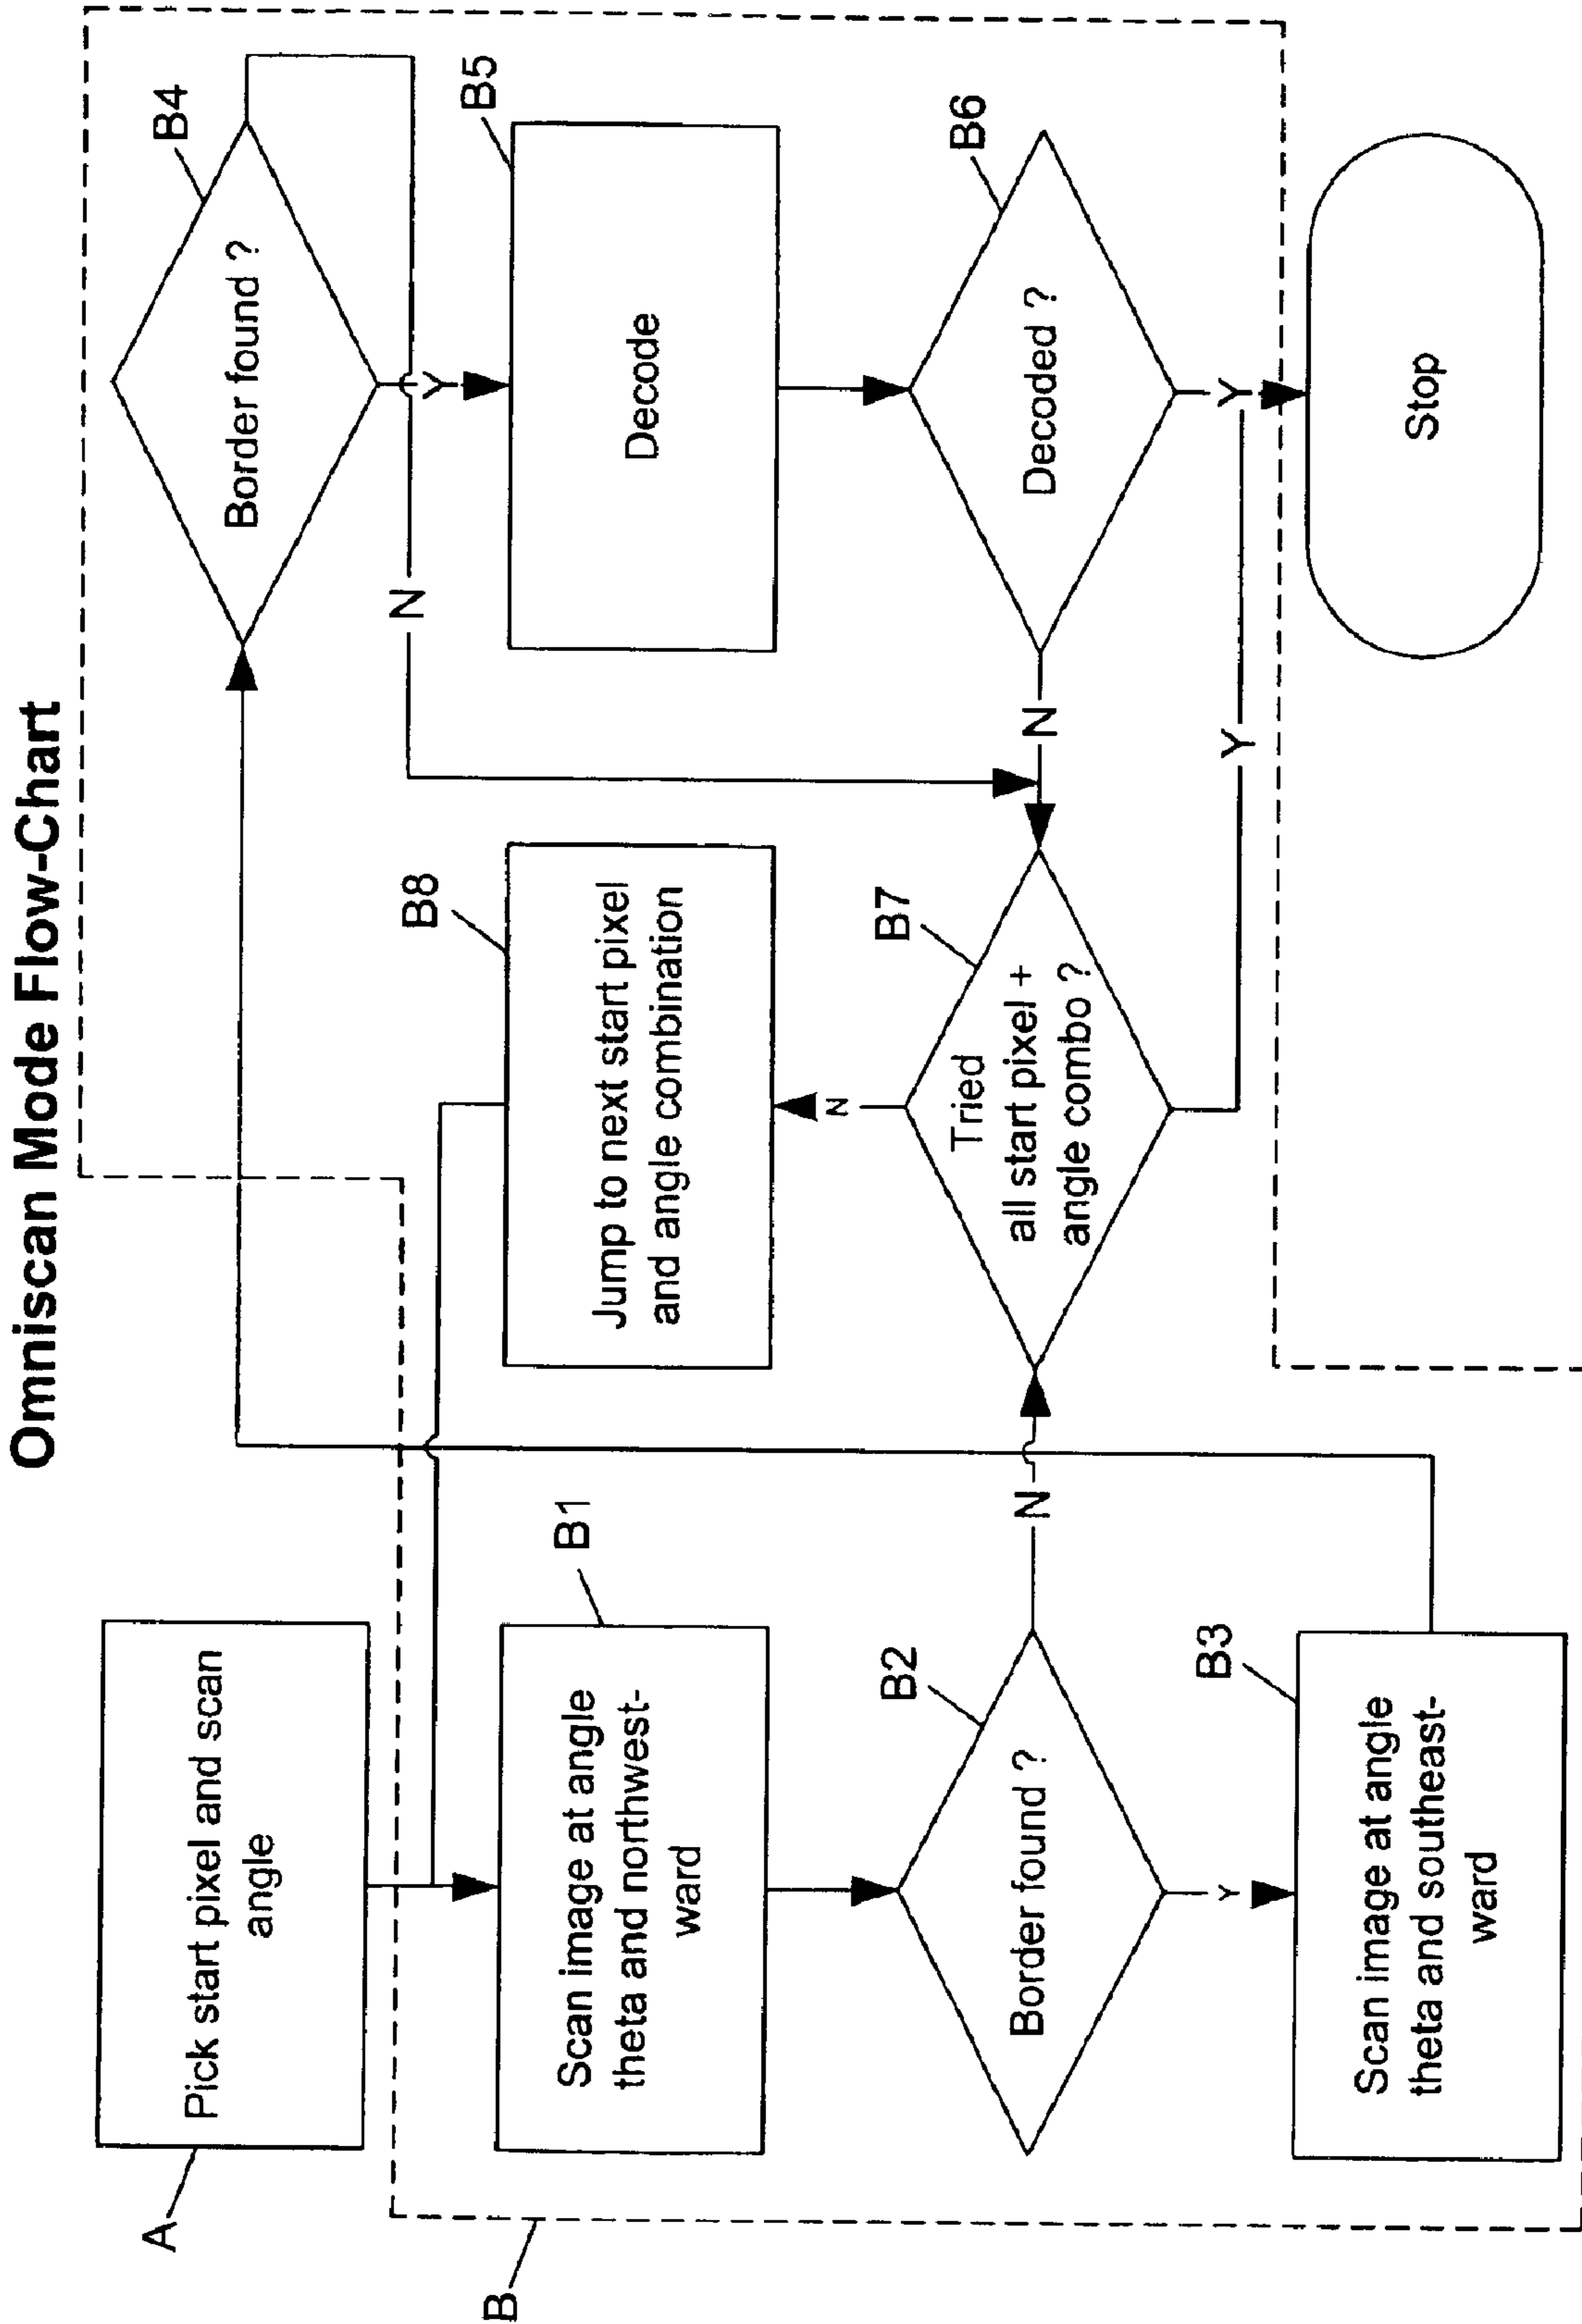 Omniscan Mode Flow-Chart
A
Pick start pixel and scan
angle
B
B1
Scan image at angle
theta and northwest-
ward
B2
Border found ?
N
Y
B3
Scan image at angle
theta and southeast-
ward
B8
Jump to next start pixel
and angle combination
N
B7
Tried
all start pixel +
angle combo ?
Y
B4
Border found ?
N
Y
B5
Decode
B6
Decoded ?
N
Y
Stop